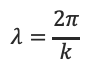 λ = 2π/k